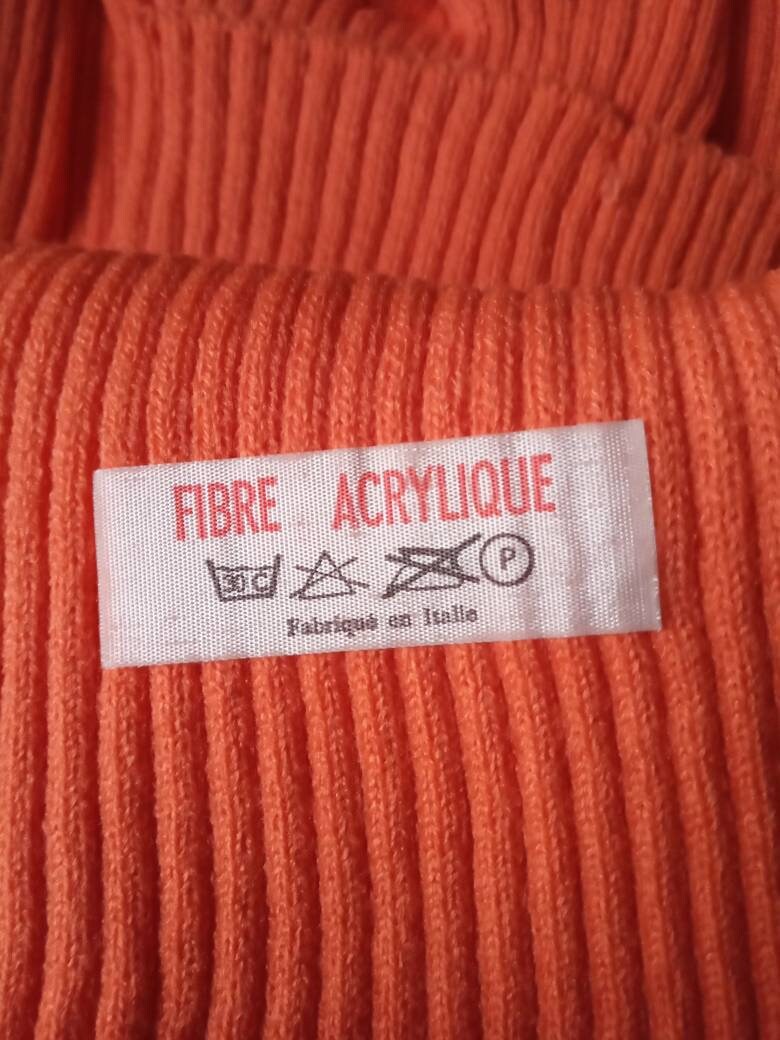 FIBRE ACRYLIQUE
30 C P
Fabriqué en Italie